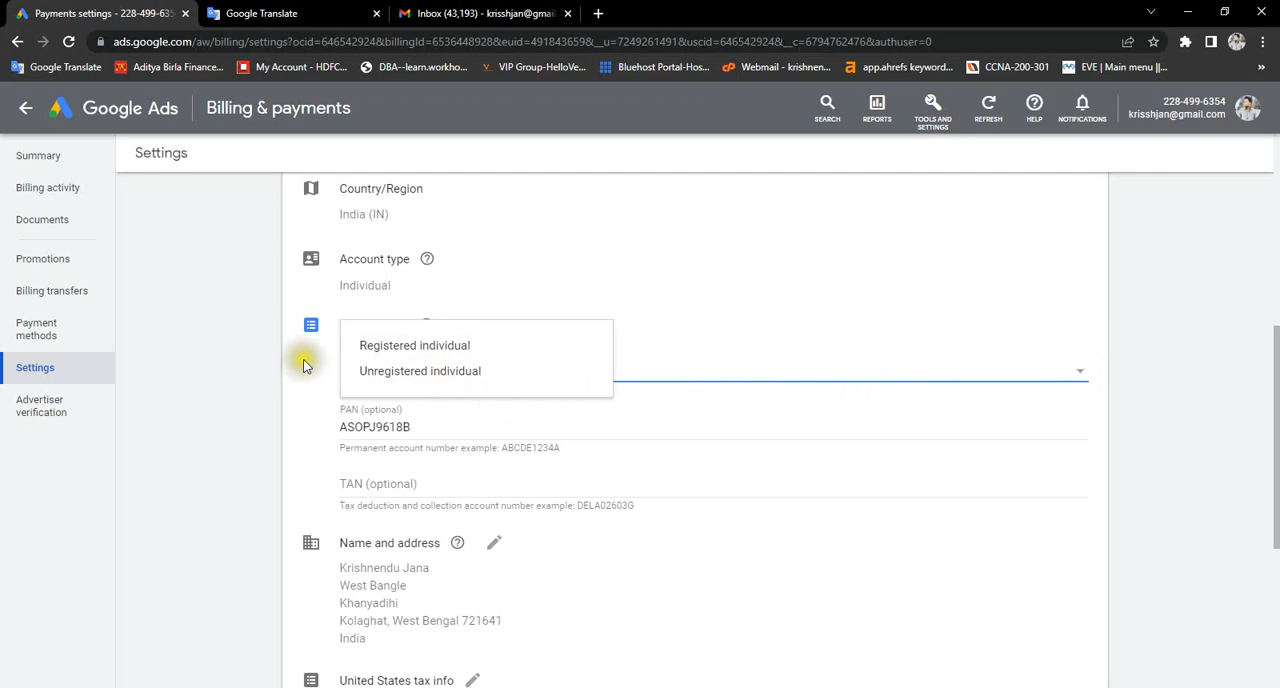 Payments settings - 228-499-635
Google Translate
Inbox (43,193) - krisshjan@gmai
ads.google.com/aw/billing/settings?ocid=646542924&billingId=6536448928&euid=491843659&__u=7249261491&uscid=646542924&__c=6794762476&authuser=0
Google Translate
Aditya Birla Finance...
My Account - HDFC...
DBA--learn.workho...
VIP Group-HelloVe...
Bluehost Portal-Hos...
Webmail - krishnen...
app.ahrefs keyword...
CCNA-200-301
EVE | Main menu ||...
»
Google Ads
Billing & payments
SEARCH
REPORTS
TOOLS AND SETTINGS
REFRESH
HELP
NOTIFICATIONS
228-499-6354
krisshjan@gmail.com
Summary
Billing activity
Documents
Promotions
Billing transfers
Payment
methods
Settings
Advertiser
verification
Settings
Country/Region
India (IN)
Account type
Individual
Registered individual
Unregistered individual
PAN (optional)
ASOPJ9618B
Permanent account number example: ABCDE1234A
TAN (optional)
Tax deduction and collection account number example: DELA02603G
Name and address
Krishnendu Jana
West Bangle
Khanyadihi
Kolaghat, West Bengal 721641
India
United States tax info